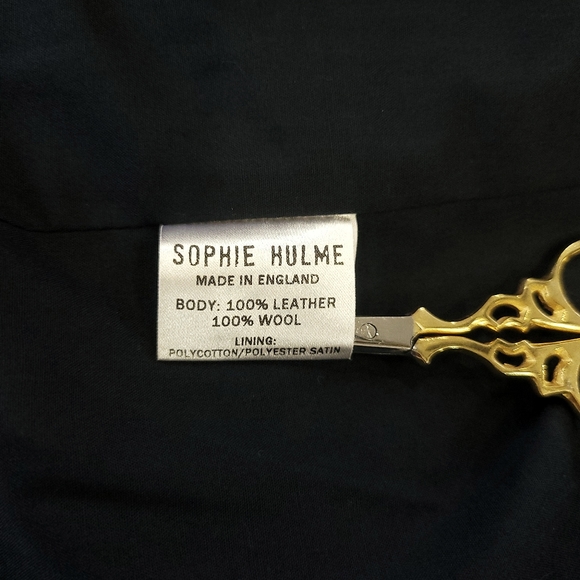 SOPHIE HULME
MADE IN ENGLAND
BODY: 100% LEATHER
100% WOOL
LINING:
POLYCOTTON/POLYESTER SATIN